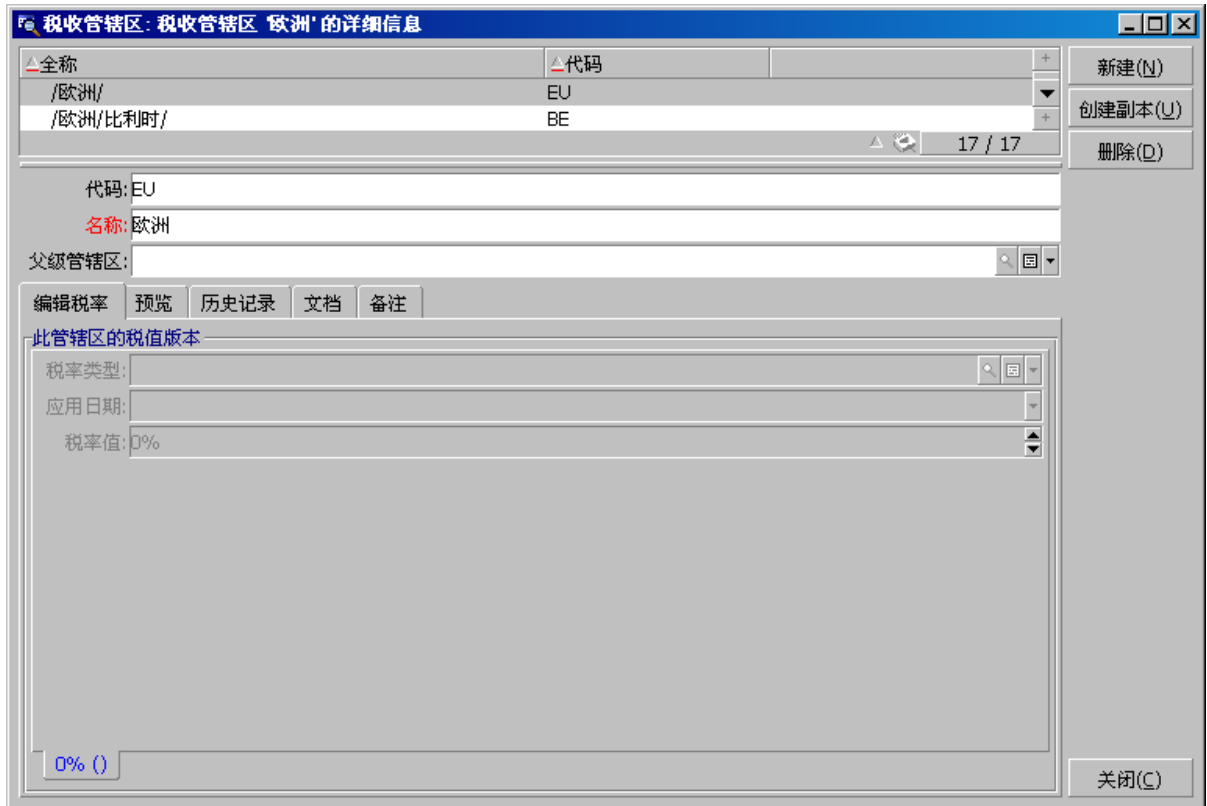 税收管辖区: 税收管辖区 '欧洲' 的详细信息
全称 代码
/欧洲/ EU
/欧洲/比利时/ BE
17 / 17
新建(N)
创建副本(U)
删除(D)
代码: EU
名称: 欧洲
父级管辖区:
编辑税率 预览 历史记录 文档 备注
此管辖区的税值版本
税率类型:
应用日期:
税率值: 0%
0% ()
关闭(C)